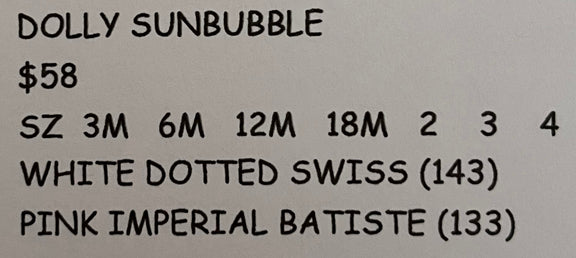 DOLLY SUNBUBBLE
$58
SZ 3M 6M 12M 18M 2 3 4
WHITE DOTTED SWISS (143)
PINK IMPERIAL BATISTE (133)